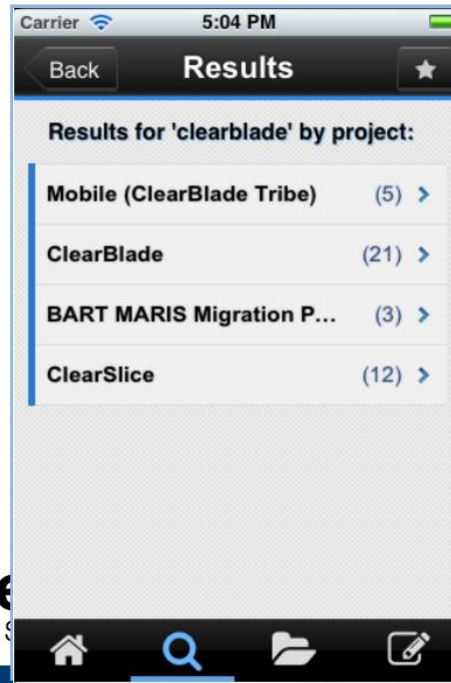 Carrier 5:04 PM
Back Results
Results for 'clearblade' by project:
Mobile (ClearBlade Tribe) (5)
ClearBlade (21)
BART MARIS Migration P... (3)
ClearSlice (12)